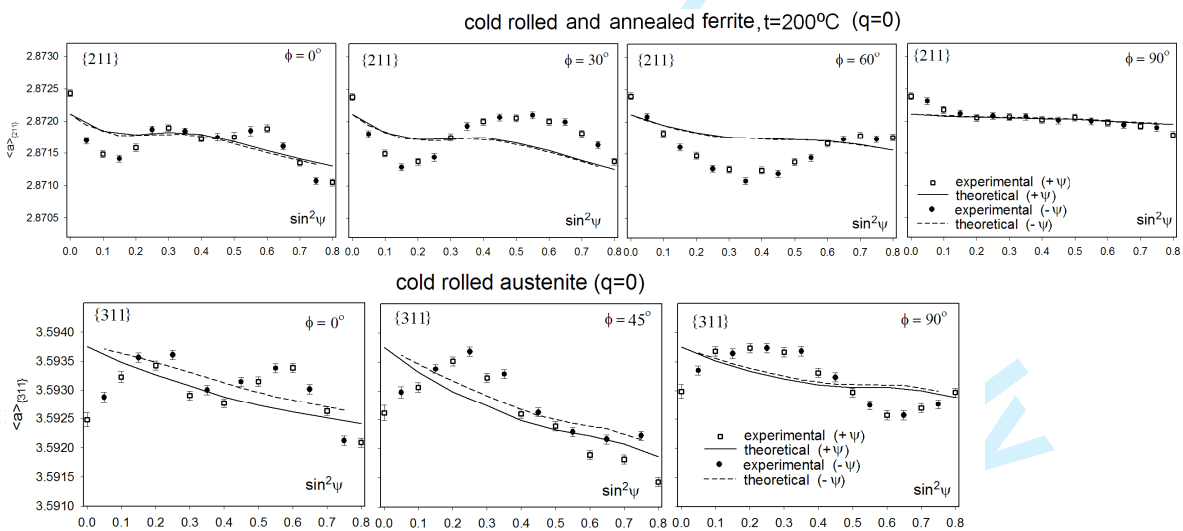 cold rolled and annealed ferrite, t=200ºC (q=0)
{211} ϕ = 0° {211} ϕ = 30° {211} ϕ = 60° {211} ϕ = 90°
2.8730
2.8725
2.8720
2.8715
2.8710
2.8705
<a>{211}
experimental (+ψ)
theoretical (+ψ)
experimental (-ψ)
theoretical (-ψ)
sin²ψ sin²ψ sin²ψ sin²ψ
0.0 0.1 0.2 0.3 0.4 0.5 0.6 0.7 0.8 0.0 0.1 0.2 0.3 0.4 0.5 0.6 0.7 0.8 0.0 0.1 0.2 0.3 0.4 0.5 0.6 0.7 0.8 0.0 0.1 0.2 0.3 0.4 0.5 0.6 0.7 0.8
cold rolled austenite (q=0)
{311} ϕ = 0° {311} ϕ = 45° {311} ϕ = 90°
3.5940
3.5935
3.5930
3.5925
3.5920
3.5915
3.5910
<a>{311}
experimental (+ψ)
theoretical (+ψ)
experimental (-ψ)
theoretical (-ψ)
sin²ψ sin²ψ sin²ψ
0.0 0.1 0.2 0.3 0.4 0.5 0.6 0.7 0.8 0.0 0.1 0.2 0.3 0.4 0.5 0.6 0.7 0.8 0.0 0.1 0.2 0.3 0.4 0.5 0.6 0.7 0.8